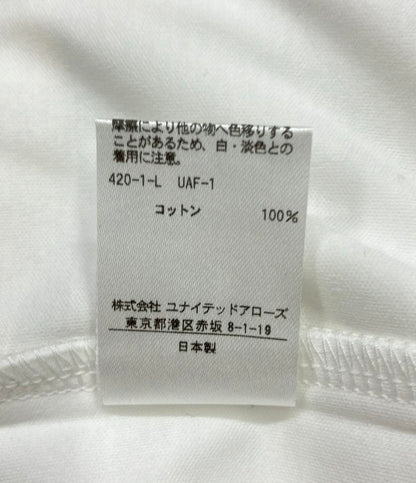 摩擦により他の物へ色移りする
ことがあるため、白・淡色との
着用に注意。
420-1-L UAF-1
コットン 100%
株式会社 ユナイテッドアローズ
東京都港区赤坂 8-1-19
日本製